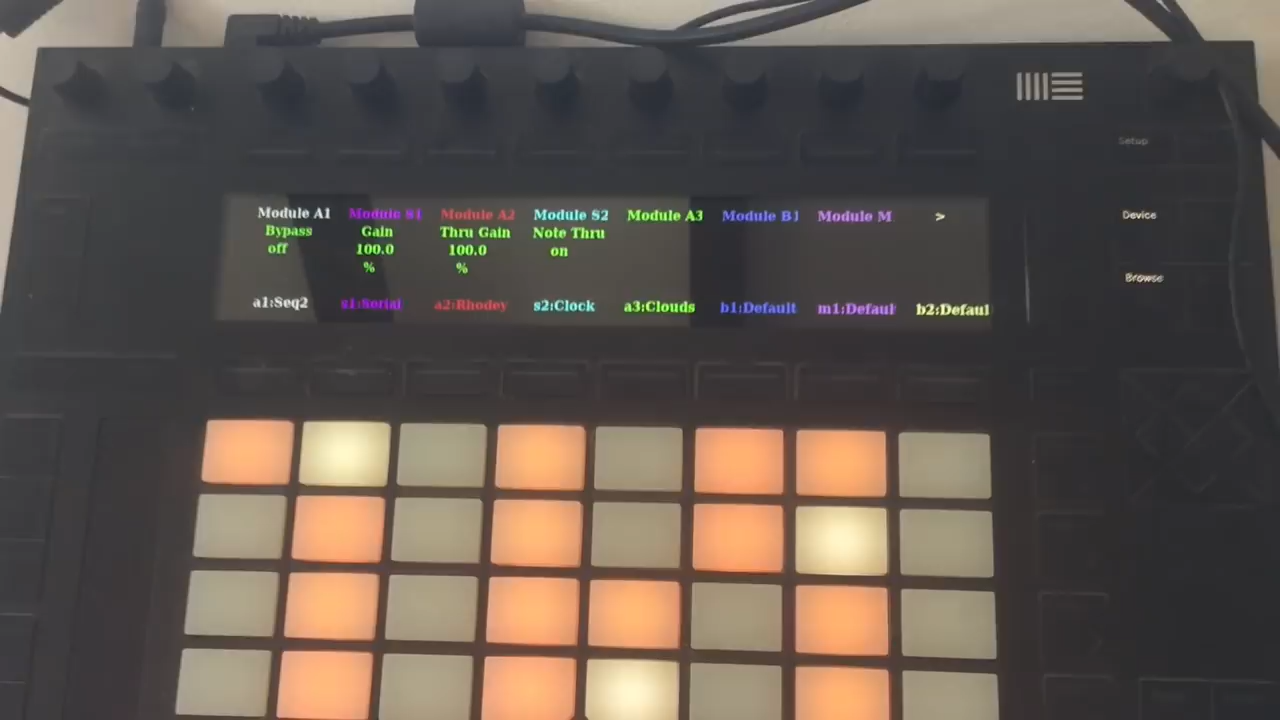 Setup
Module A1 Module S1 Module A2 Module S2 Module A3 Module B1 Module M >
Device
Bypass Gain Thru Gain Note Thru
off 100.0 100.0 on
% %
Browse
a1:Seq2 s1:Serial a2:Rhodey s2:Clock a3:Clouds b1:Default m1:Defaul b2:Defaul